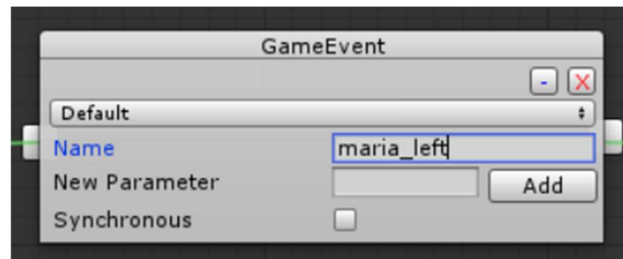 GameEvent
- X
Default
Name maria_left
New Parameter Add
Synchronous